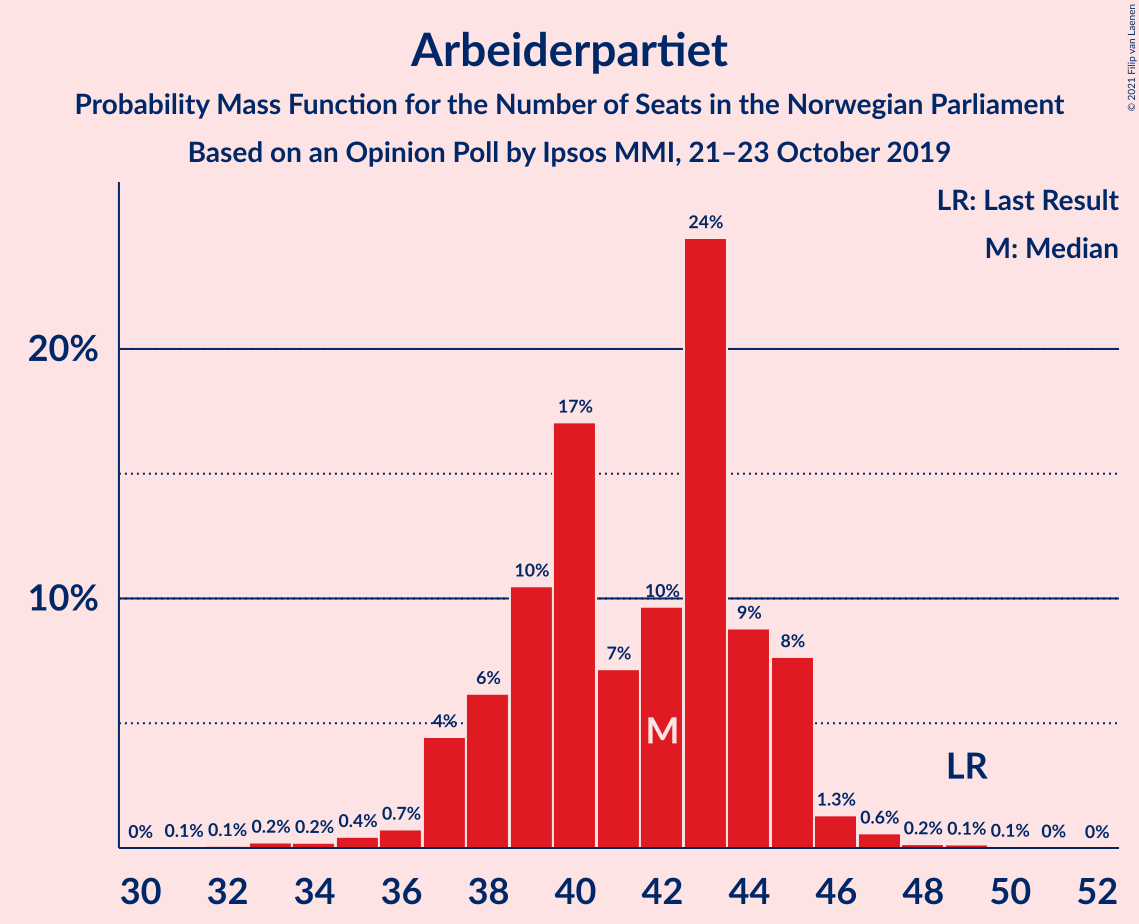 © 2021 Filip van Laenen
Arbeiderpartiet
Probability Mass Function for the Number of Seats in the Norwegian Parliament
Based on an Opinion Poll by Ipsos MMI, 21–23 October 2019
LR: Last Result
M: Median
20%
10%
0% 0.1% 0.1% 0.2% 0.2% 0.4% 0.7% 4% 6% 10% 17% 7% 10% 24% 9% 8% 1.3% 0.6% 0.2% 0.1% 0.1% 0% 0%
M
LR
30 32 34 36 38 40 42 44 46 48 50 52